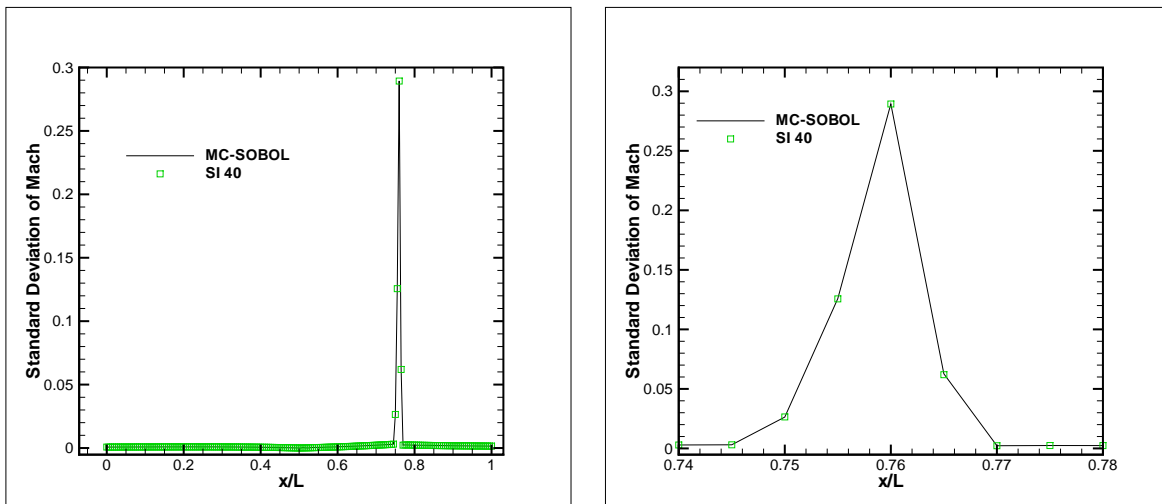 0.3
0.25
0.2
0.15
0.1
0.05
0
Standard Deviation of Mach
MC-SOBOL
SI 40
0 0.2 0.4 0.6 0.8 1
x/L
0.3
0.25
0.2
0.15
0.1
0.05
0
Standard Deviation of Mach
MC-SOBOL
SI 40
0.74 0.75 0.76 0.77 0.78
x/L